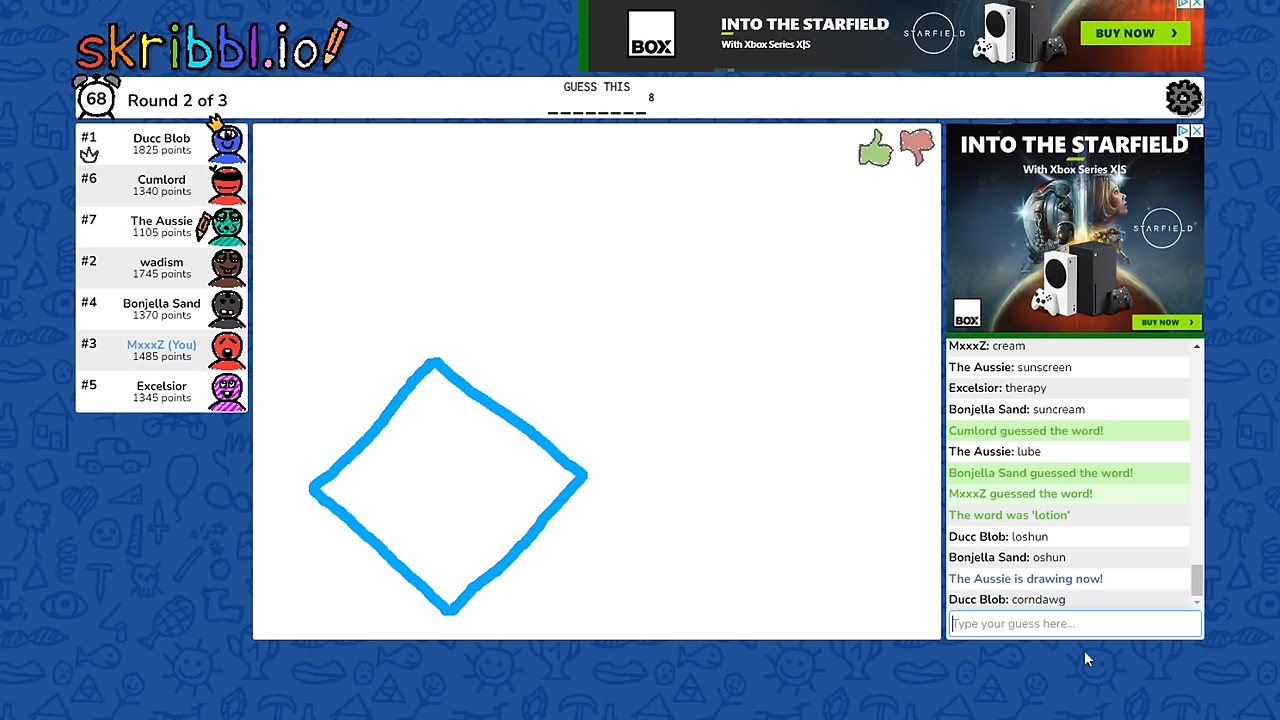 skribbl.io
BOX
INTO THE STARFIELD
With Xbox Series X|S
STARFIELD
BUY NOW
68
Round 2 of 3
GUESS THIS
8
________
#1
Ducc Blob
1825 points
#6
Cumlord
1340 points
#7
The Aussie
1105 points
#2
wadism
1745 points
#4
Bonjella Sand
1370 points
#3
MxxxZ (You)
1485 points
#5
Excelsior
1345 points
INTO THE STARFIELD
With Xbox Series X|S
STARFIELD
BOX
BUY NOW
MxxxZ: cream
The Aussie: sunscreen
Excelsior: therapy
Bonjella Sand: suncream
Cumlord guessed the word!
The Aussie: lube
Bonjella Sand guessed the word!
MxxxZ guessed the word!
The word was 'lotion'
Ducc Blob: loshun
Bonjella Sand: oshun
The Aussie is drawing now!
Ducc Blob: corndawg
Type your guess here...